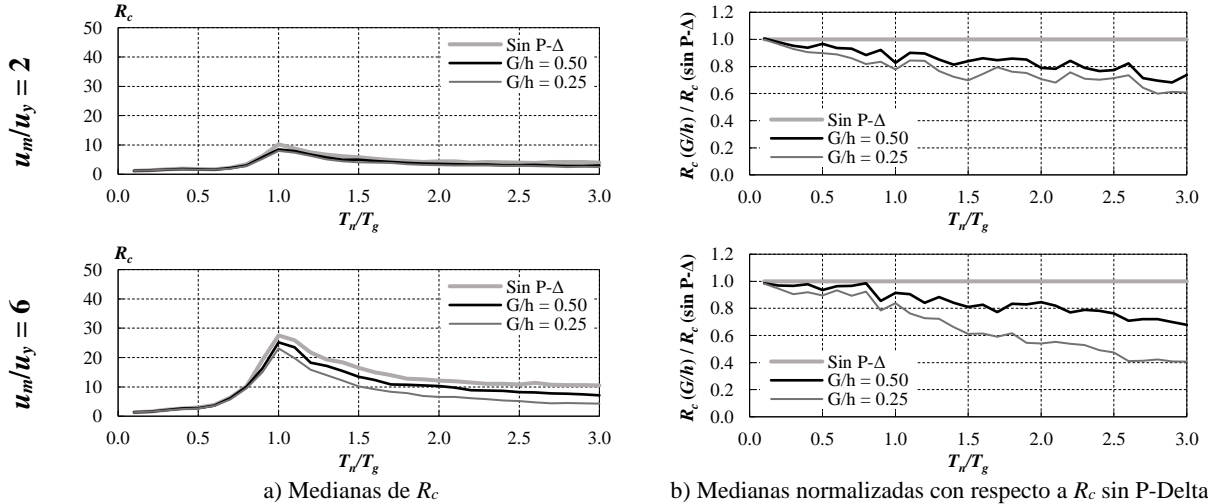 u_m/u_y = 2
R_c
50
40
30
20
10
0
0.0 0.5 1.0 1.5 2.0 2.5 3.0
T_n/T_g
Sin P-Δ
G/h = 0.50
G/h = 0.25
R_c (G/h) / R_c (sin P-Δ)
1.2
1.0
0.8
0.6
0.4
0.2
0.0
0.0 0.5 1.0 1.5 2.0 2.5 3.0
T_n/T_g
Sin P-Δ
G/h = 0.50
G/h = 0.25
u_m/u_y = 6
R_c
50
40
30
20
10
0
0.0 0.5 1.0 1.5 2.0 2.5 3.0
T_n/T_g
Sin P-Δ
G/h = 0.50
G/h = 0.25
R_c (G/h) / R_c (sin P-Δ)
1.2
1.0
0.8
0.6
0.4
0.2
0.0
0.0 0.5 1.0 1.5 2.0 2.5 3.0
T_n/T_g
Sin P-Δ
G/h = 0.50
G/h = 0.25
a) Medianas de R_c
b) Medianas normalizadas con respecto a R_c sin P-Delta